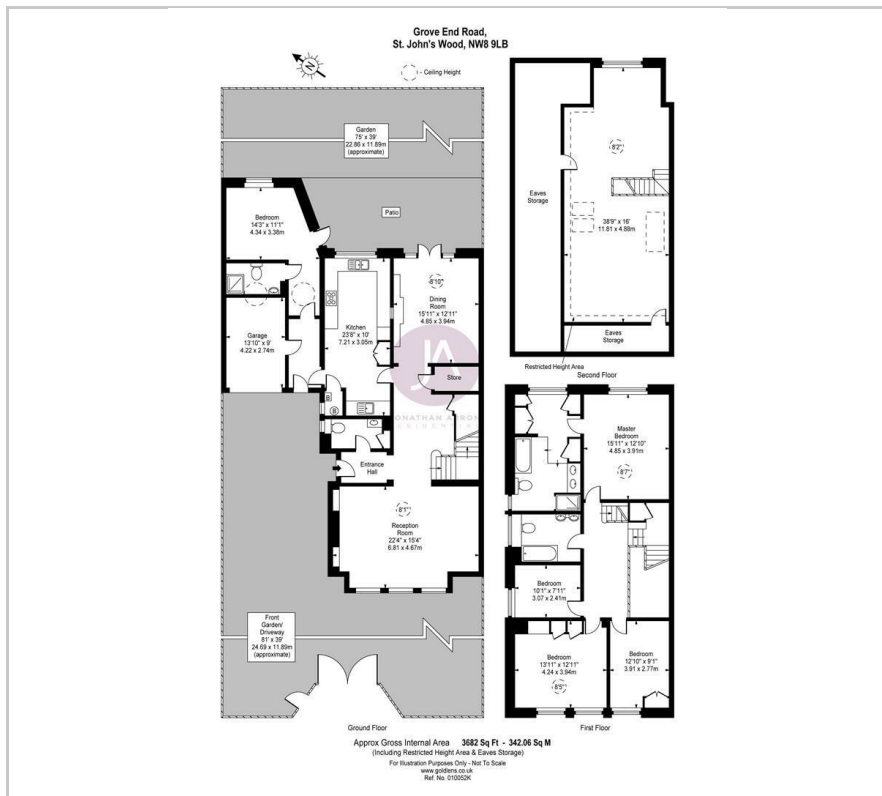 Grove End Road,
St. John's Wood, NW8 9LB
N
- Ceiling Height
Garden
75' x 39'
22.86 x 11.89m
(approximate)
Patio
Bedroom
14'3" x 11'1"
4.34 x 3.38m
Garage
13'10" x 9'
4.22 x 2.74m
Kitchen
23'8" x 10'
7.21 x 3.05m
8'10"
Dining
Room
15'11" x 12'11"
4.85 x 3.94m
Store
B
B
JA
JONATHAN ARRON
RESIDENTIAL
Entrance
Hall
8'1"
Reception
Room
22'4" x 15'4"
6.81 x 4.67m
Front
Garden/
Driveway
81' x 39'
24.69 x 11.89m
(approximate)
Ground Floor
8'2"
Eaves
Storage
38'9" x 16'
11.81 x 4.88m
Eaves
Storage
Restricted Height Area
Second Floor
Master
Bedroom
15'11" x 12'10"
4.85 x 3.91m
8'7"
Bedroom
10'1" x 7'11"
3.07 x 2.41m
Bedroom
13'11" x 12'11"
4.24 x 3.94m
8'5"
Bedroom
12'10" x 9'1"
3.91 x 2.77m
First Floor
Approx Gross Internal Area 3682 Sq Ft - 342.06 Sq M
(Including Restricted Height Area & Eaves Storage)
For Illustration Purposes Only - Not To Scale
www.goldlens.co.uk
Ref. No. 010052K